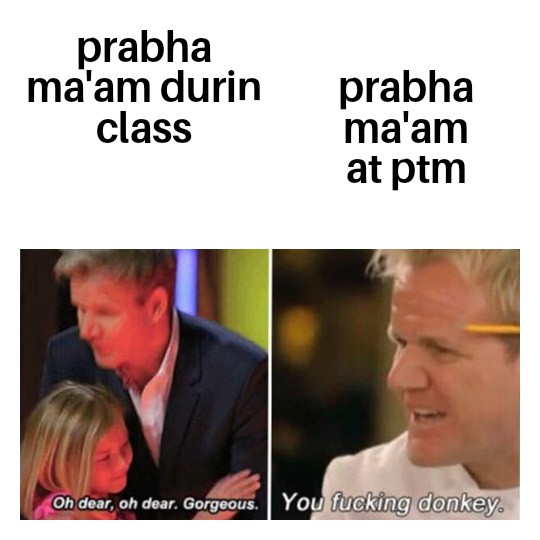 prabha
ma'am durin
class
prabha
ma'am
at ptm
Oh dear, oh dear. Gorgeous.
You fucking donkey.